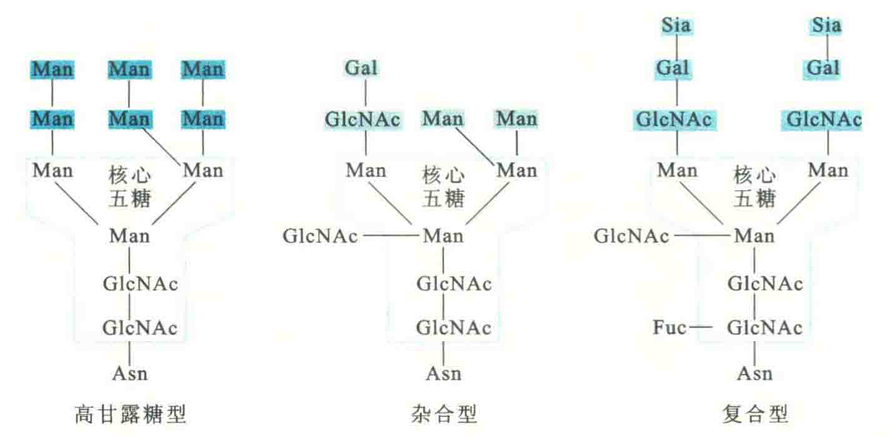 Sia Sia
Man Man Man Gal Gal Gal
Man Man Man GlcNAc Man Man GlcNAc GlcNAc
Man 核心 Man Man 核心 Man Man 核心 Man
五糖 五糖 五糖
Man GlcNAc Man GlcNAc Man
GlcNAc GlcNAc GlcNAc
GlcNAc GlcNAc Fuc GlcNAc
Asn Asn Asn
高甘露糖型 杂合型 复合型